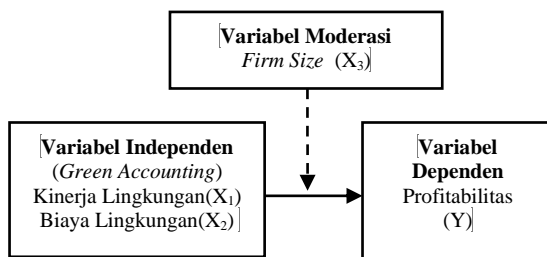 Variabel Moderasi
Firm Size (X3)
Variabel Independen
(Green Accounting)
Kinerja Lingkungan(X1)
Biaya Lingkungan(X2)
Variabel
Dependen
Profitabilitas
(Y)